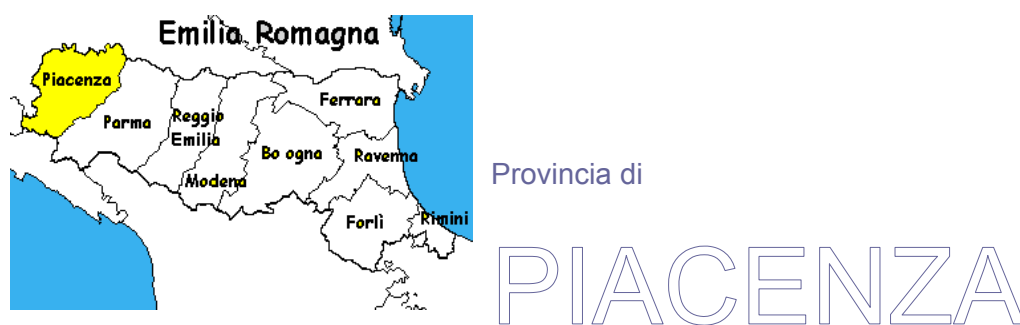 Emilia Romagna
Piacenza
Parma
Reggio
Emilia
Modena
Bo ogna
Ferrara
Ravenna
Forlì
Rimini
Provincia di
PIACENZA